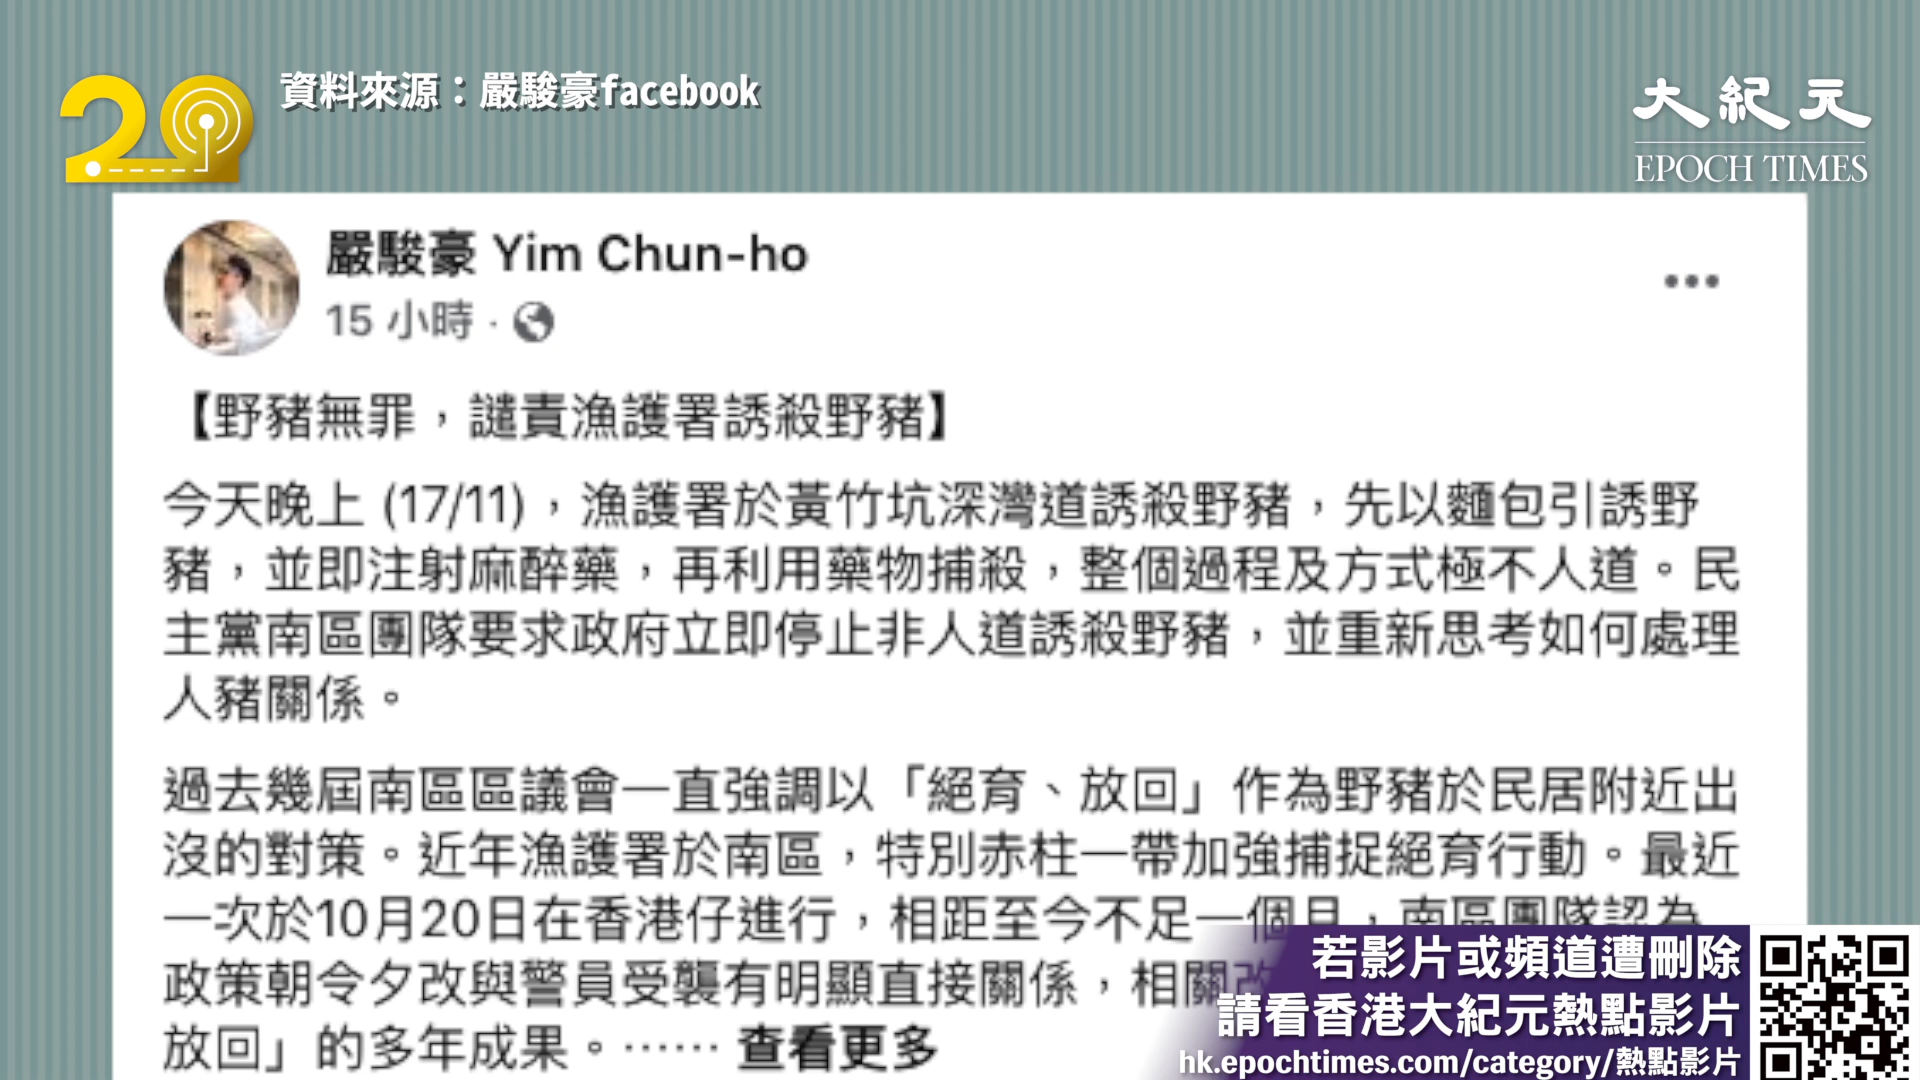 20
資料來源：嚴駿豪facebook
大紀元
EPOCH TIMES
嚴駿豪 Yim Chun-ho
15 小時
【野豬無罪，譴責漁護署誘殺野豬】
今天晚上 (17/11)，漁護署於黃竹坑深灣道誘殺野豬，先以麵包引誘野
豬，並即注射麻醉藥，再利用藥物捕殺，整個過程及方式極不人道。民
主黨南區團隊要求政府立即停止非人道誘殺野豬，並重新思考如何處理
人豬關係。
過去幾屆南區區議會一直強調以「絕育、放回」作為野豬於民居附近出
沒的對策。近年漁護署於南區，特別赤柱一帶加強捕捉絕育行動。最近
一次於10月20日在香港仔進行，相距至今不足一個月，南區團隊認為
政策朝令夕改與警員受襲有明顯直接關係，相關
放回」的多年成果。…… 查看更多
若影片或頻道遭刪除
請看香港大紀元熱點影片
hk.epochtimes.com/category/熱點影片